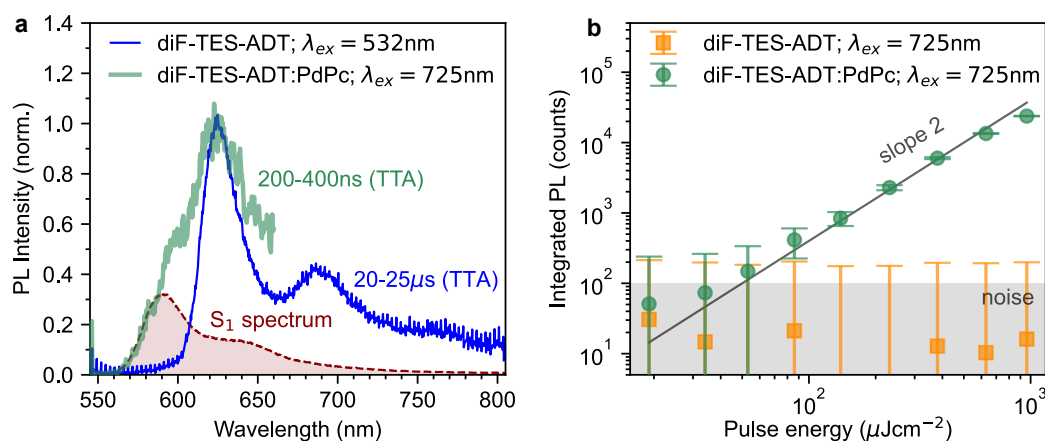 a
1.4
1.2
1.0
0.8
0.6
0.4
0.2
0.0
PL Intensity (norm.)
diF-TES-ADT; λex = 532nm
diF-TES-ADT:PdPc; λex = 725nm
200-400ns (TTA)
20-25μs (TTA)
S1 spectrum
550 600 650 700 750 800
Wavelength (nm)
b
10^5
10^4
10^3
10^2
10^1
Integrated PL (counts)
diF-TES-ADT; λex = 725nm
diF-TES-ADT:PdPc; λex = 725nm
slope 2
noise
10^2 10^3
Pulse energy (μJcm−2)